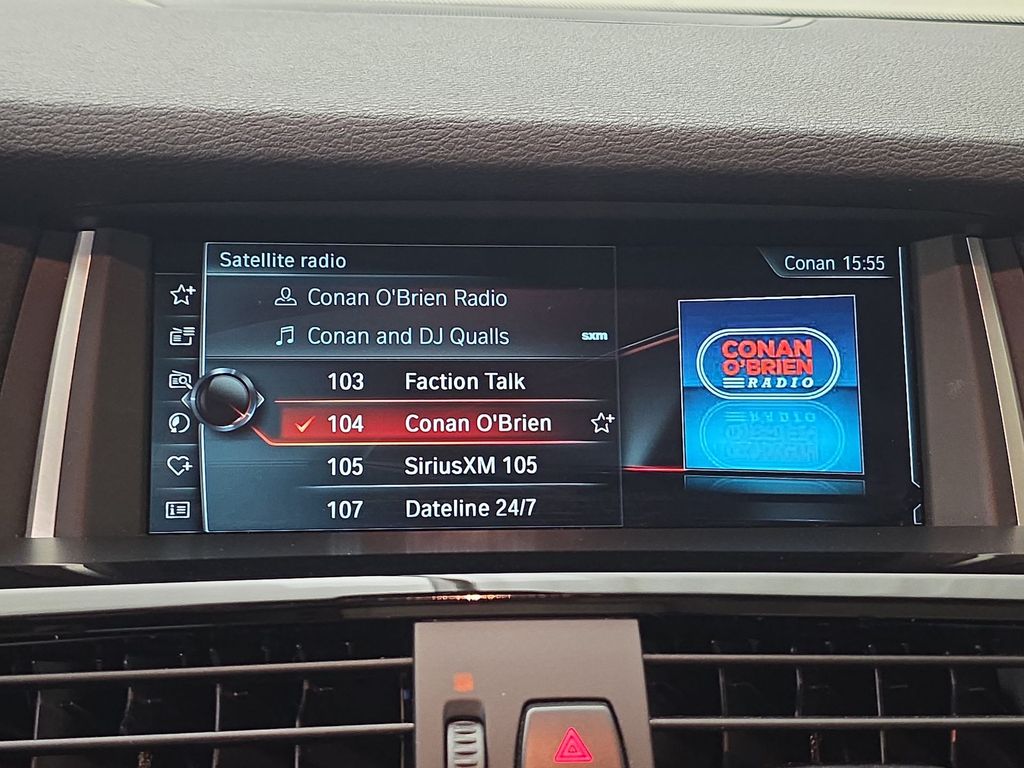 Satellite radio
Conan 15:55
Conan O'Brien Radio
Conan and DJ Qualls
sxm
103 Faction Talk
104 Conan O'Brien
105 SiriusXM 105
107 Dateline 24/7
CONAN
O'BRIEN
RADIO